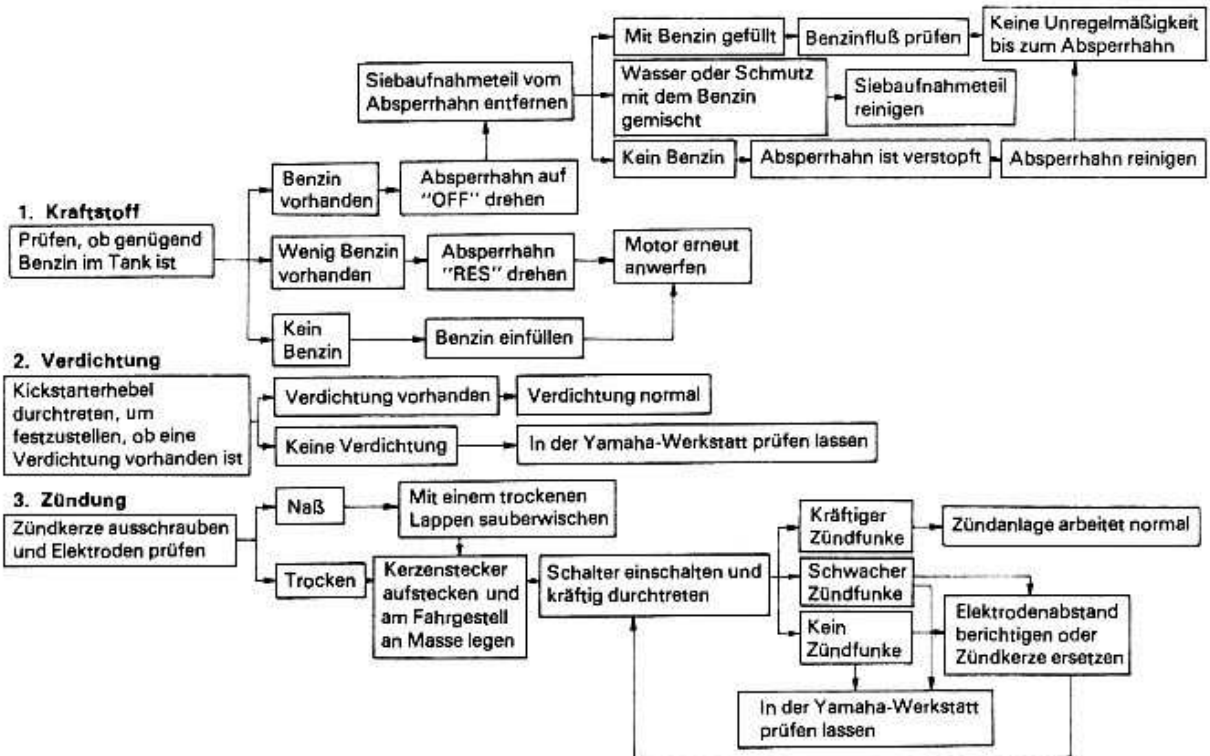 1. Kraftstoff
Prüfen, ob genügend
Benzin im Tank ist
Benzin
vorhanden
Absperrhahn auf
"OFF" drehen
Siebaufnahmeteil vom
Absperrhahn entfernen
Mit Benzin gefüllt
Benzinfluß prüfen
Keine Unregelmäßigkeit
bis zum Absperrhahn
Wasser oder Schmutz
mit dem Benzin
gemischt
Siebaufnahmeteil
reinigen
Kein Benzin
Absperrhahn ist verstopft
Absperrhahn reinigen
Wenig Benzin
vorhanden
Absperrhahn
"RES" drehen
Motor erneut
anwerfen
Kein
Benzin
Benzin einfüllen
2. Verdichtung
Kickstarterhebel
durchtreten, um
festzustellen, ob eine
Verdichtung vorhanden ist
Verdichtung vorhanden
Verdichtung normal
Keine Verdichtung
In der Yamaha-Werkstatt prüfen lassen
3. Zündung
Zündkerze ausschrauben
und Elektroden prüfen
Naß
Mit einem trockenen
Lappen sauberwischen
Trocken
Kerzenstecker
aufstecken und
am Fahrgestell
an Masse legen
Schalter einschalten und
kräftig durchtreten
Kräftiger
Zündfunke
Zündanlage arbeitet normal
Schwacher
Zündfunke
Kein
Zündfunke
Elektrodenabstand
berichtigen oder
Zündkerze ersetzen
In der Yamaha-Werkstatt
prüfen lassen